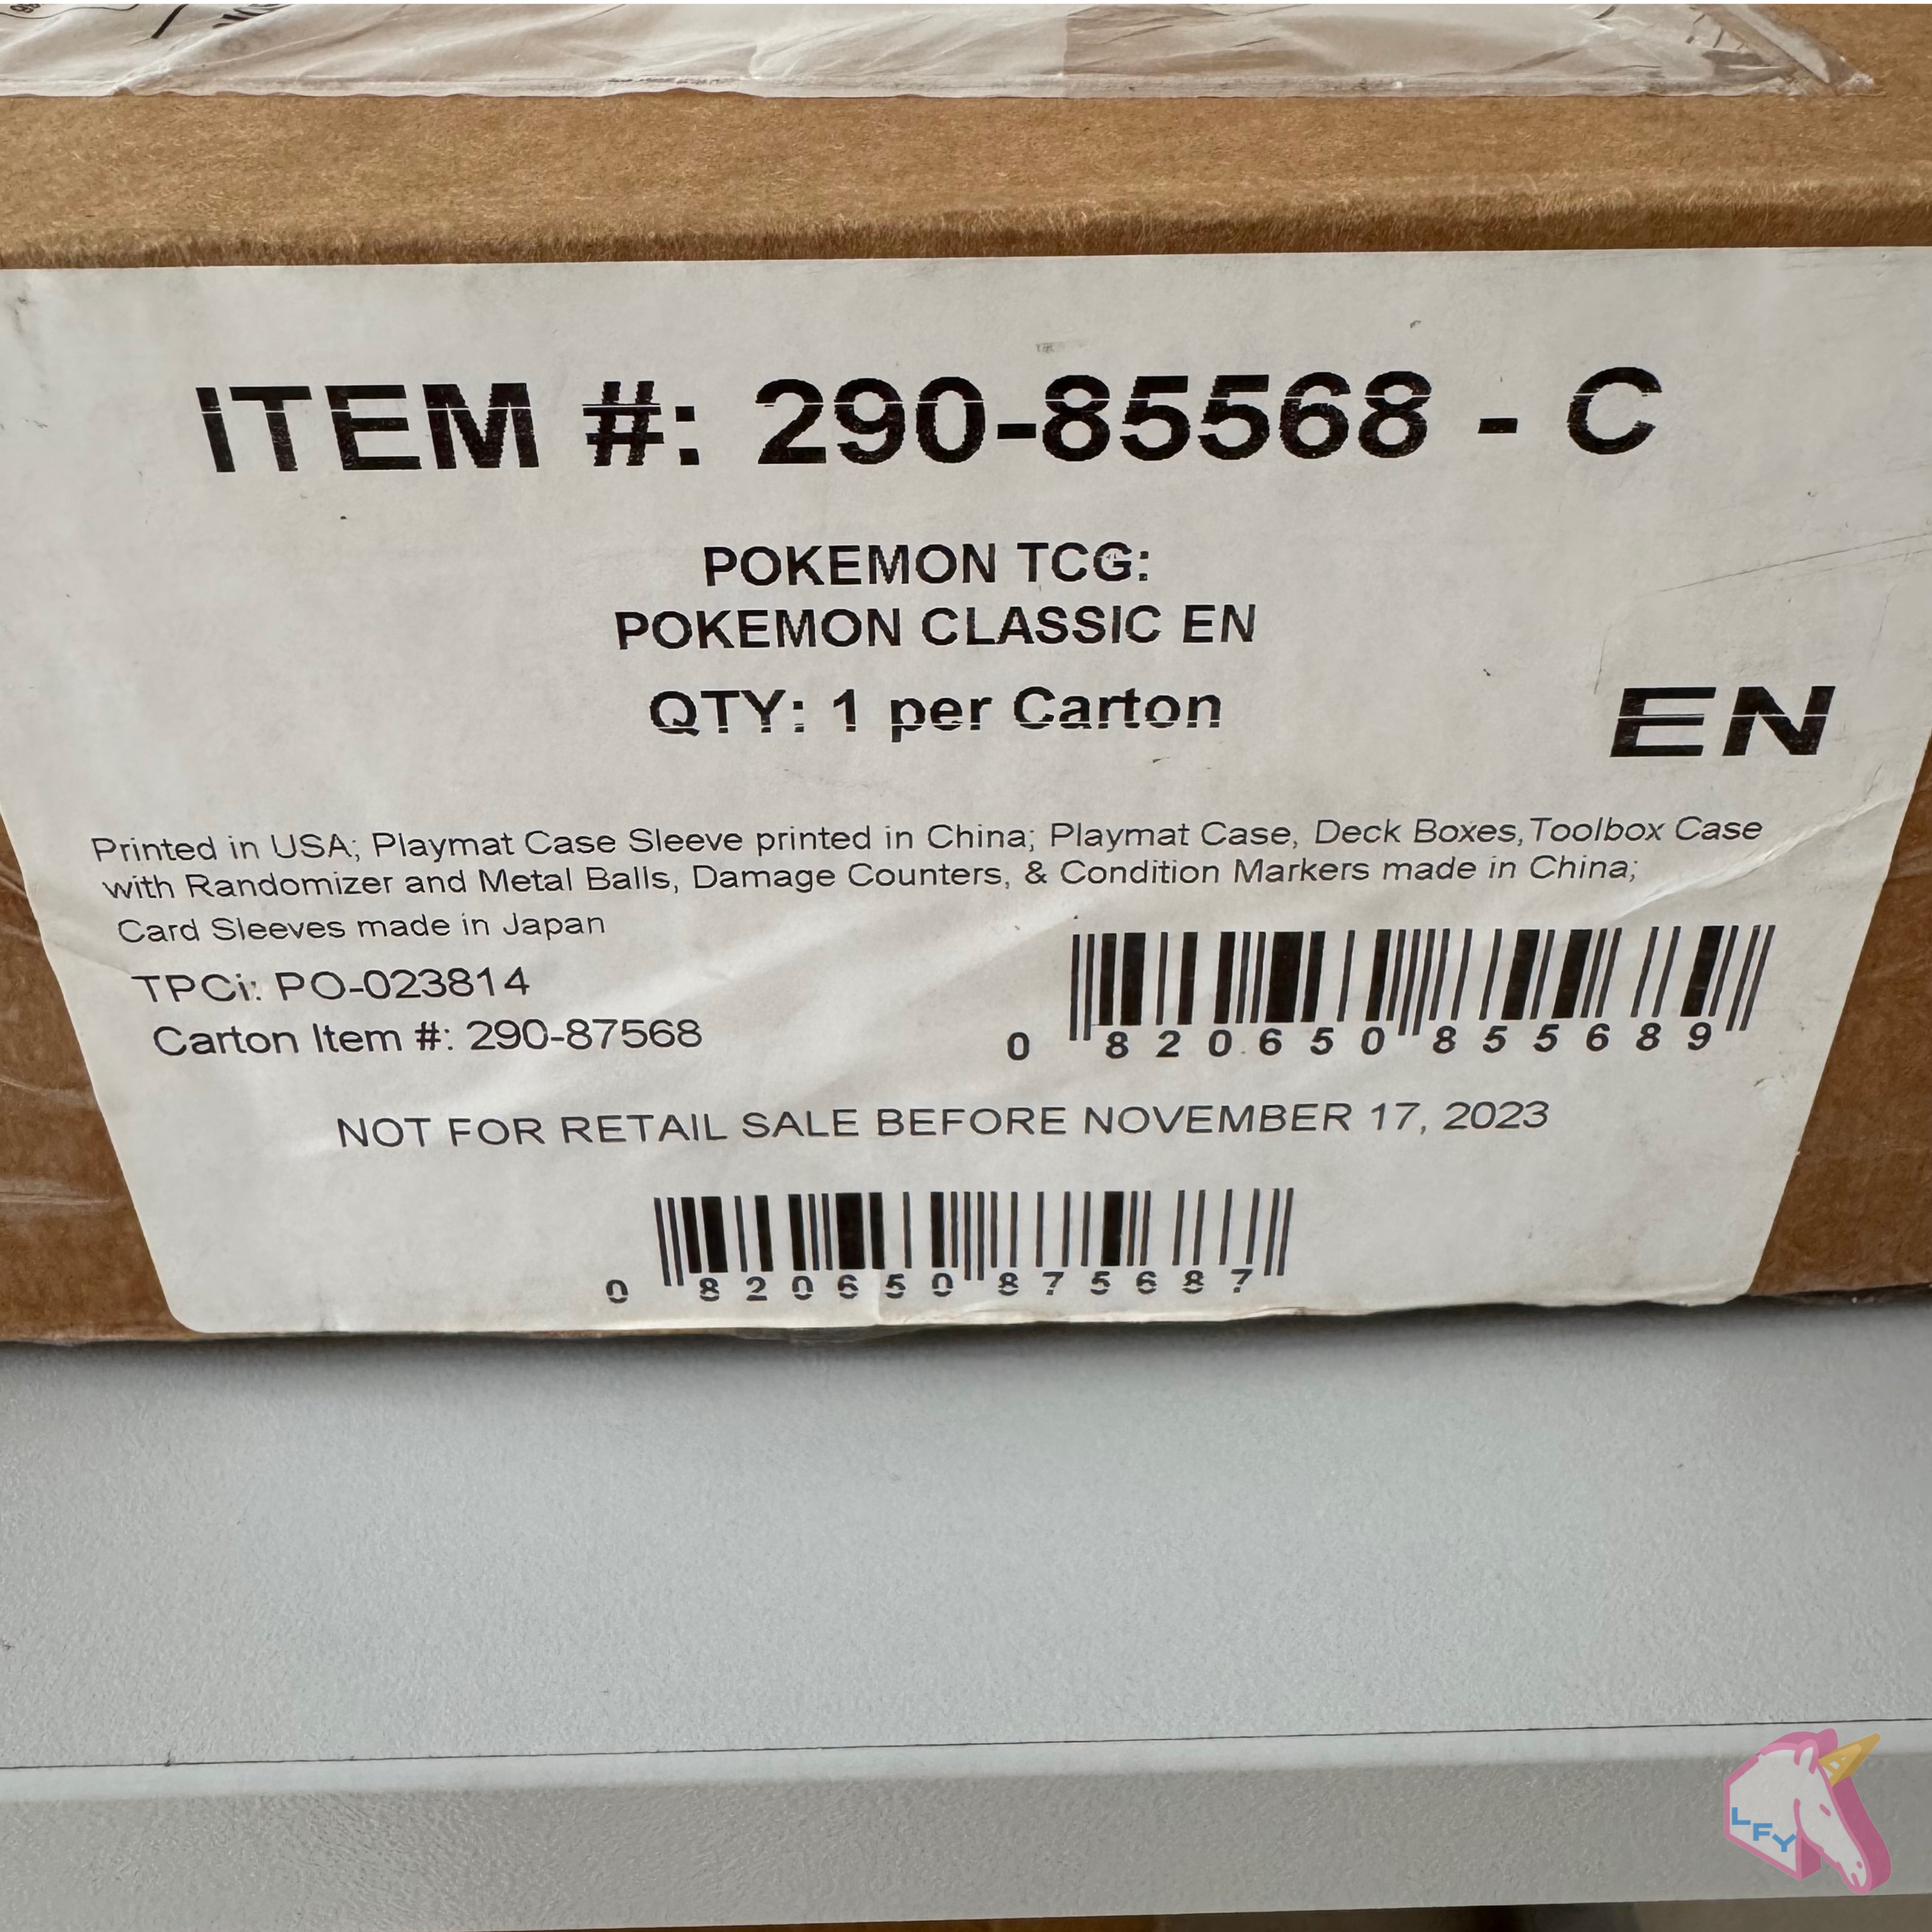 ITEM #: 290-85568 - C
POKEMON TCG:
POKEMON CLASSIC EN
QTY: 1 per Carton
EN
Printed in USA; Playmat Case Sleeve printed in China; Playmat Case, Deck Boxes, Toolbox Case
with Randomizer and Metal Balls, Damage Counters, & Condition Markers made in China;
Card Sleeves made in Japan
TPCi: PO-023814
Carton Item #: 290-87568
0 820650 855689
NOT FOR RETAIL SALE BEFORE NOVEMBER 17, 2023
0 820650 875687
LFY